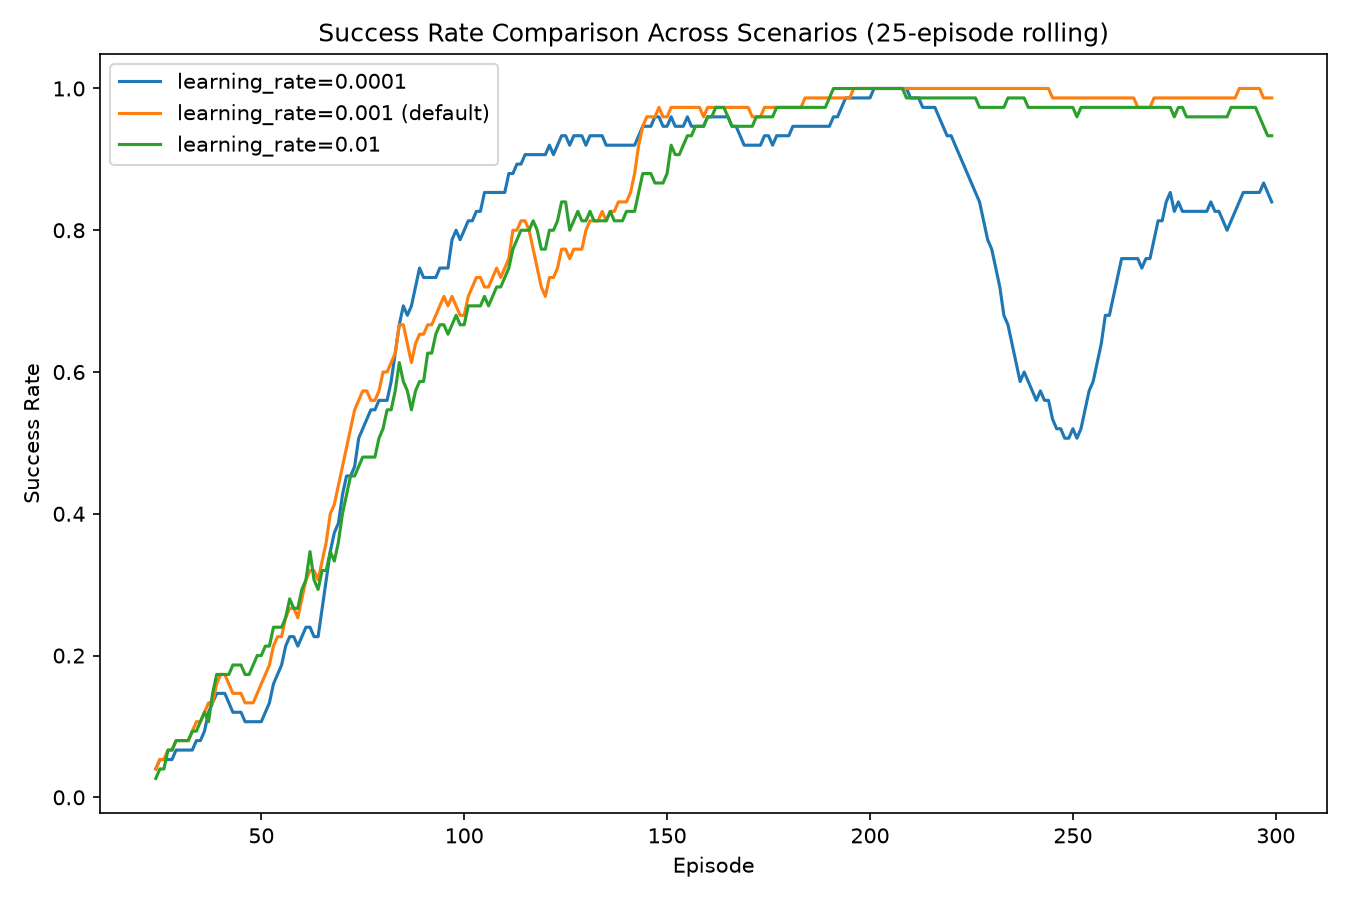 Success Rate Comparison Across Scenarios (25-episode rolling)
learning_rate=0.0001
learning_rate=0.001 (default)
learning_rate=0.01
1.0
0.8
0.6
0.4
0.2
0.0
Success Rate
50 100 150 200 250 300
Episode